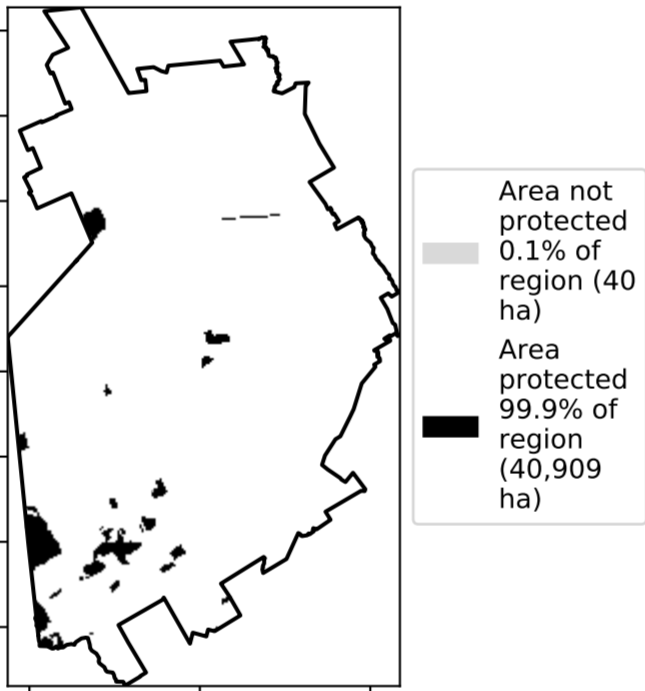 Area not
protected
0.1% of
region (40
ha)
Area
protected
99.9% of
region
(40,909
ha)